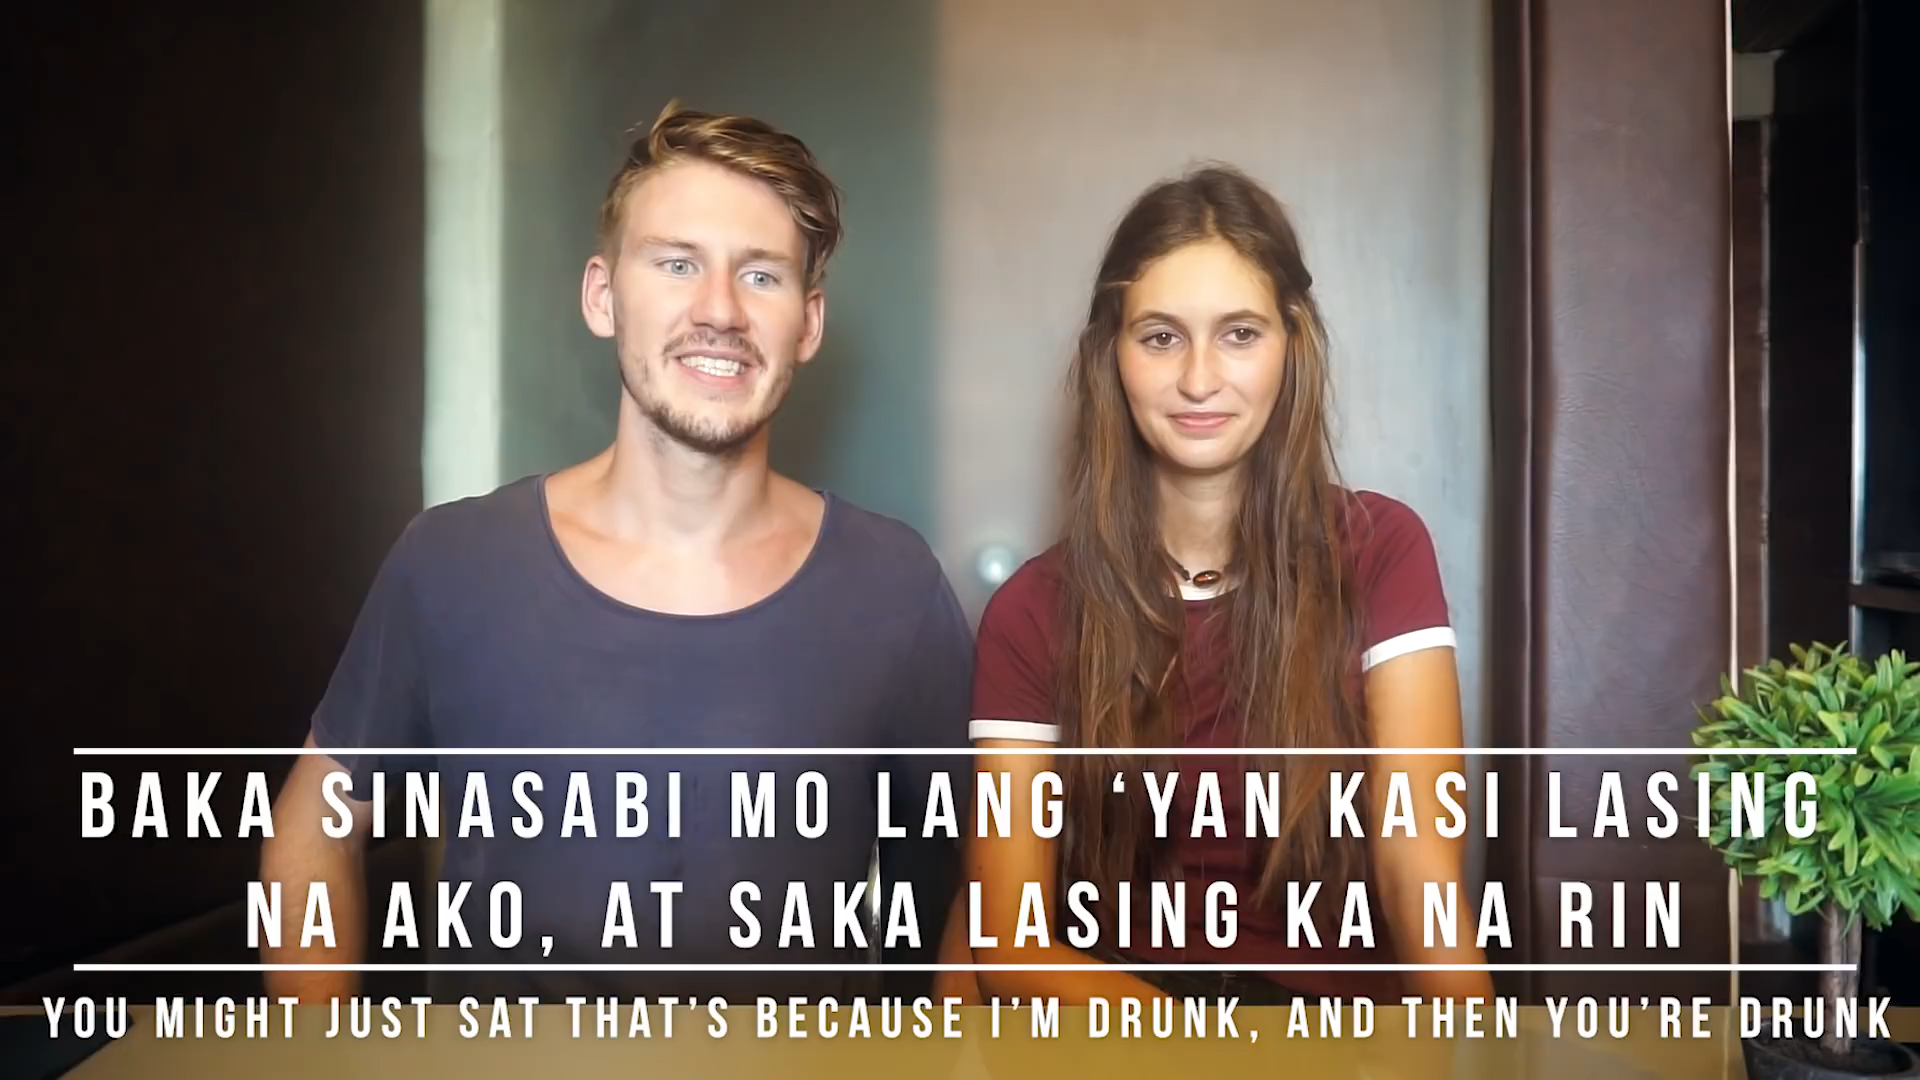 BAKA SINASABI MO LANG ‘YAN KASI LASING
NA AKO, AT SAKA LASING KA NA RIN
YOU MIGHT JUST SAT THAT’S BECAUSE I’M DRUNK, AND THEN YOU’RE DRUNK